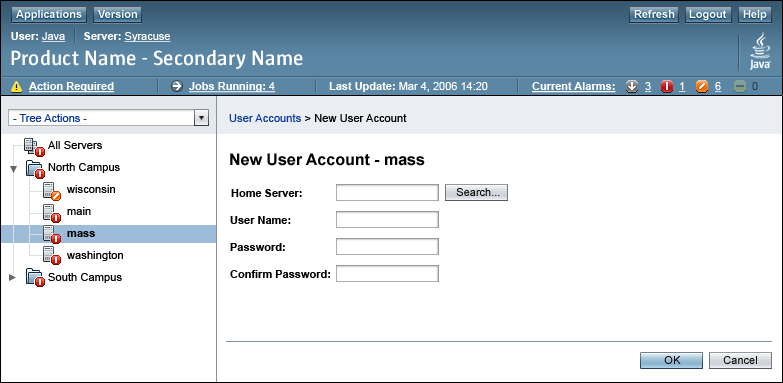 Applications Version Refresh Logout Help
User: Java Server: Syracuse
Product Name - Secondary Name
Java
Action Required Jobs Running: 4 Last Update: Mar 4, 2006 14:20 Current Alarms: 3 1 6 0
- Tree Actions -
All Servers
North Campus
wisconsin
main
mass
washington
South Campus
User Accounts > New User Account
New User Account - mass
Home Server: Search...
User Name:
Password:
Confirm Password:
OK Cancel